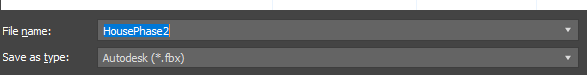 File name: HousePhase2
Save as type: Autodesk (*.fbx)